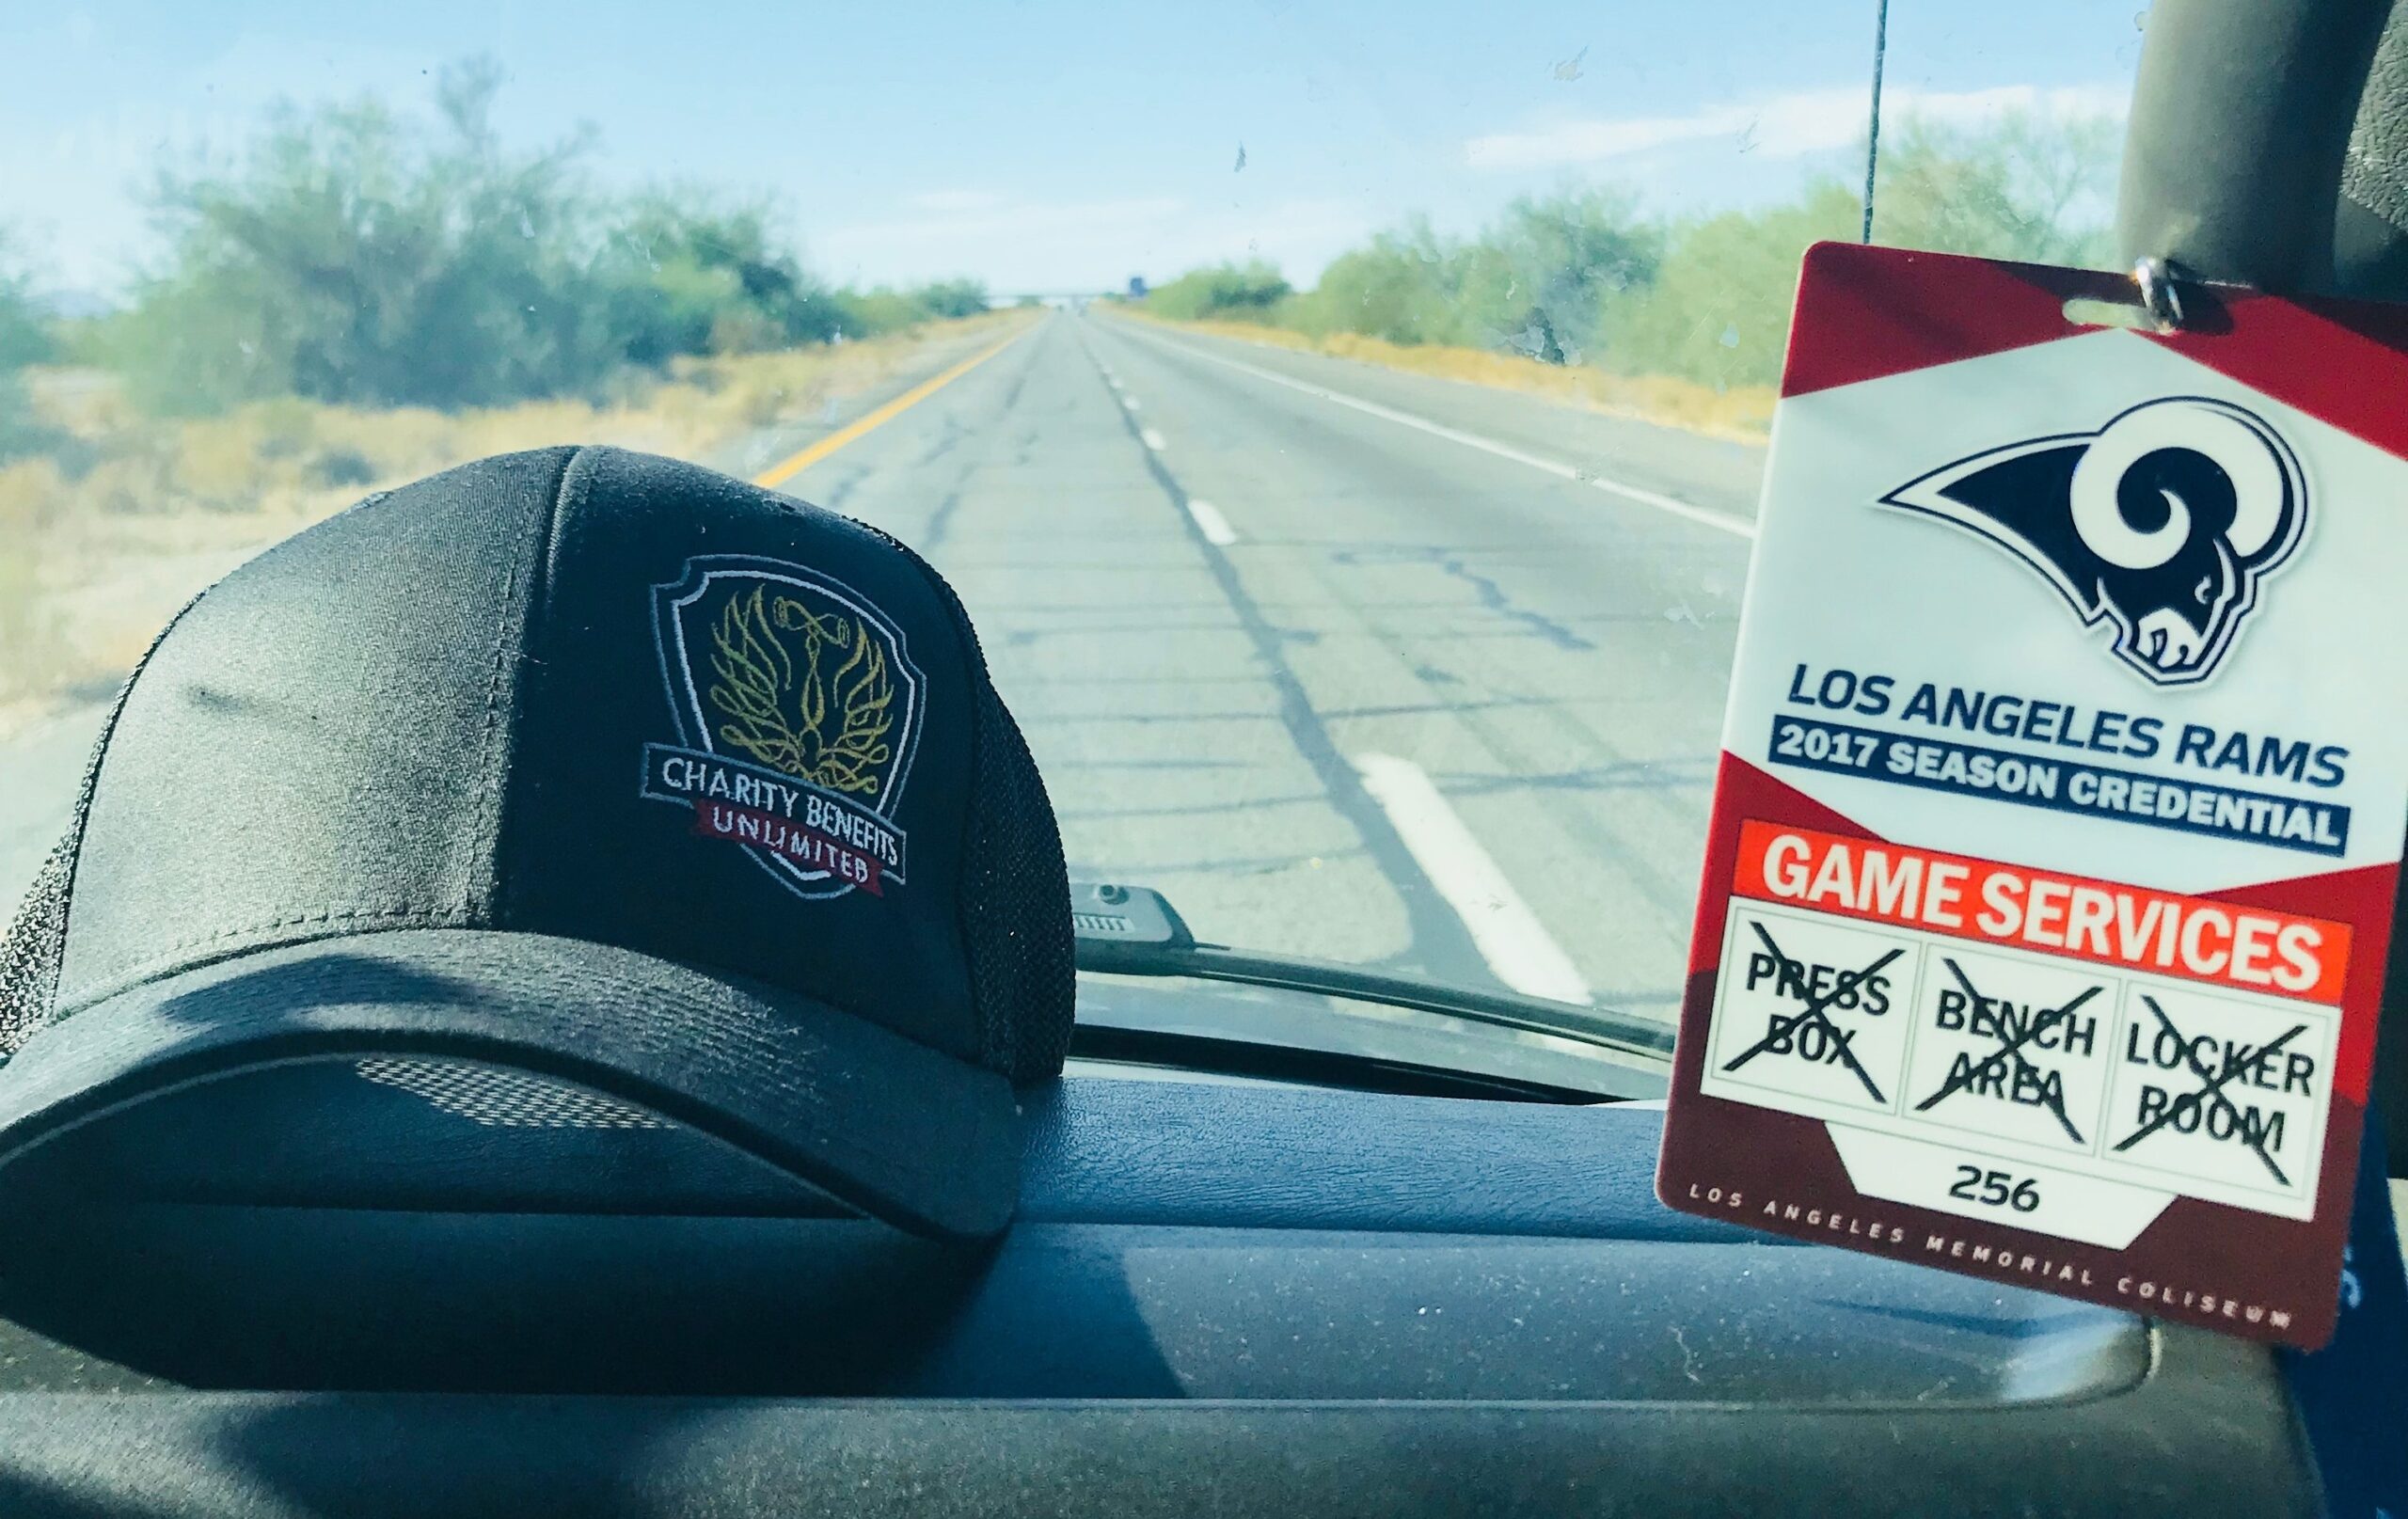 CHARITY BENEFITS
UNLIMITED
LOS ANGELES RAMS
2017 SEASON CREDENTIAL
GAME SERVICES
PRESS
BOX
BENCH
AREA
LOCKER
ROOM
256
LOS ANGELES MEMORIAL COLISEUM